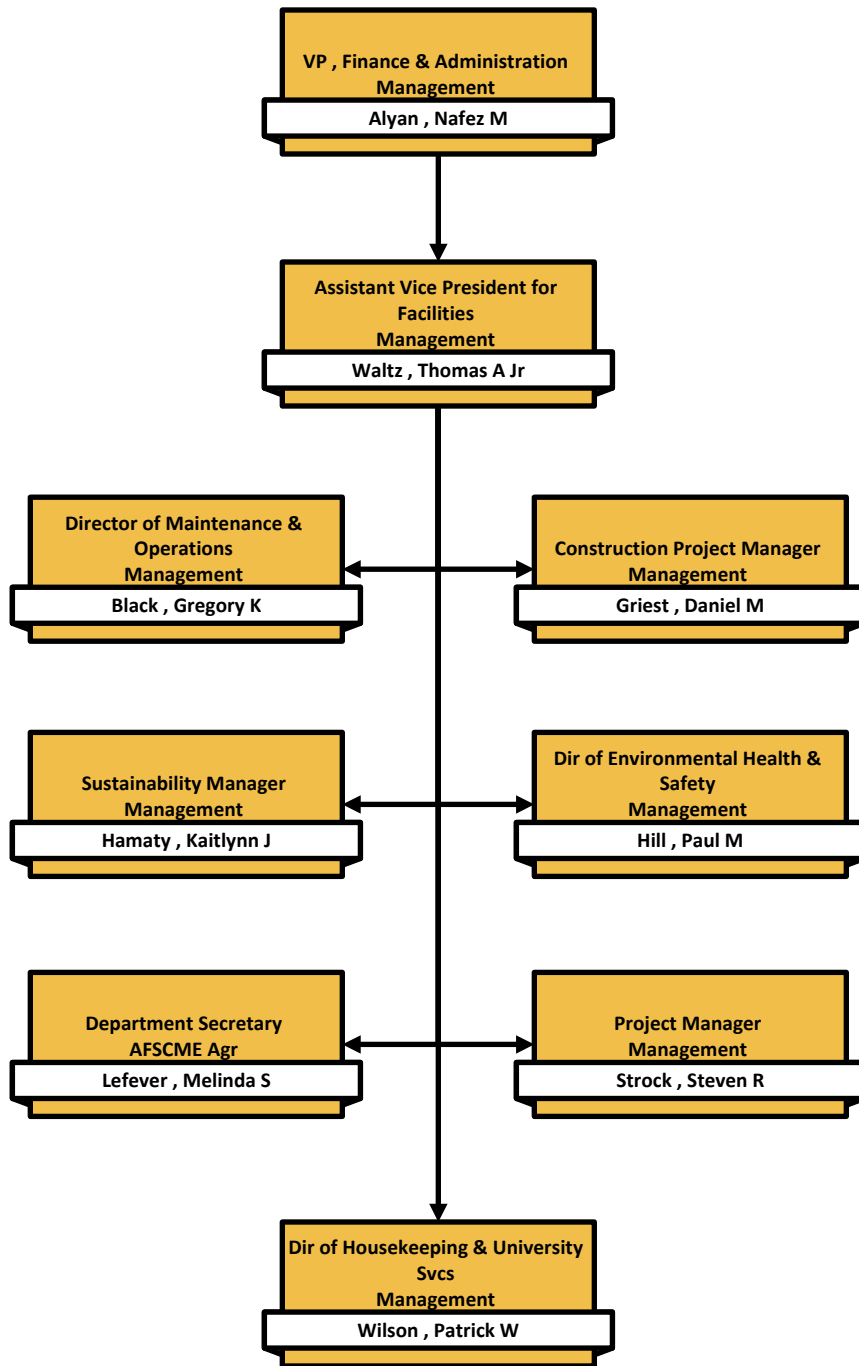 VP , Finance & Administration
Management
Alyan , Nafez M
Assistant Vice President for
Facilities
Management
Waltz , Thomas A Jr
Director of Maintenance &
Operations
Management
Black , Gregory K
Construction Project Manager
Management
Griest , Daniel M
Sustainability Manager
Management
Hamaty , Kaitlynn J
Dir of Environmental Health &
Safety
Management
Hill , Paul M
Department Secretary
AFSCME Agr
Lefever , Melinda S
Project Manager
Management
Strock , Steven R
Dir of Housekeeping & University
Svcs
Management
Wilson , Patrick W